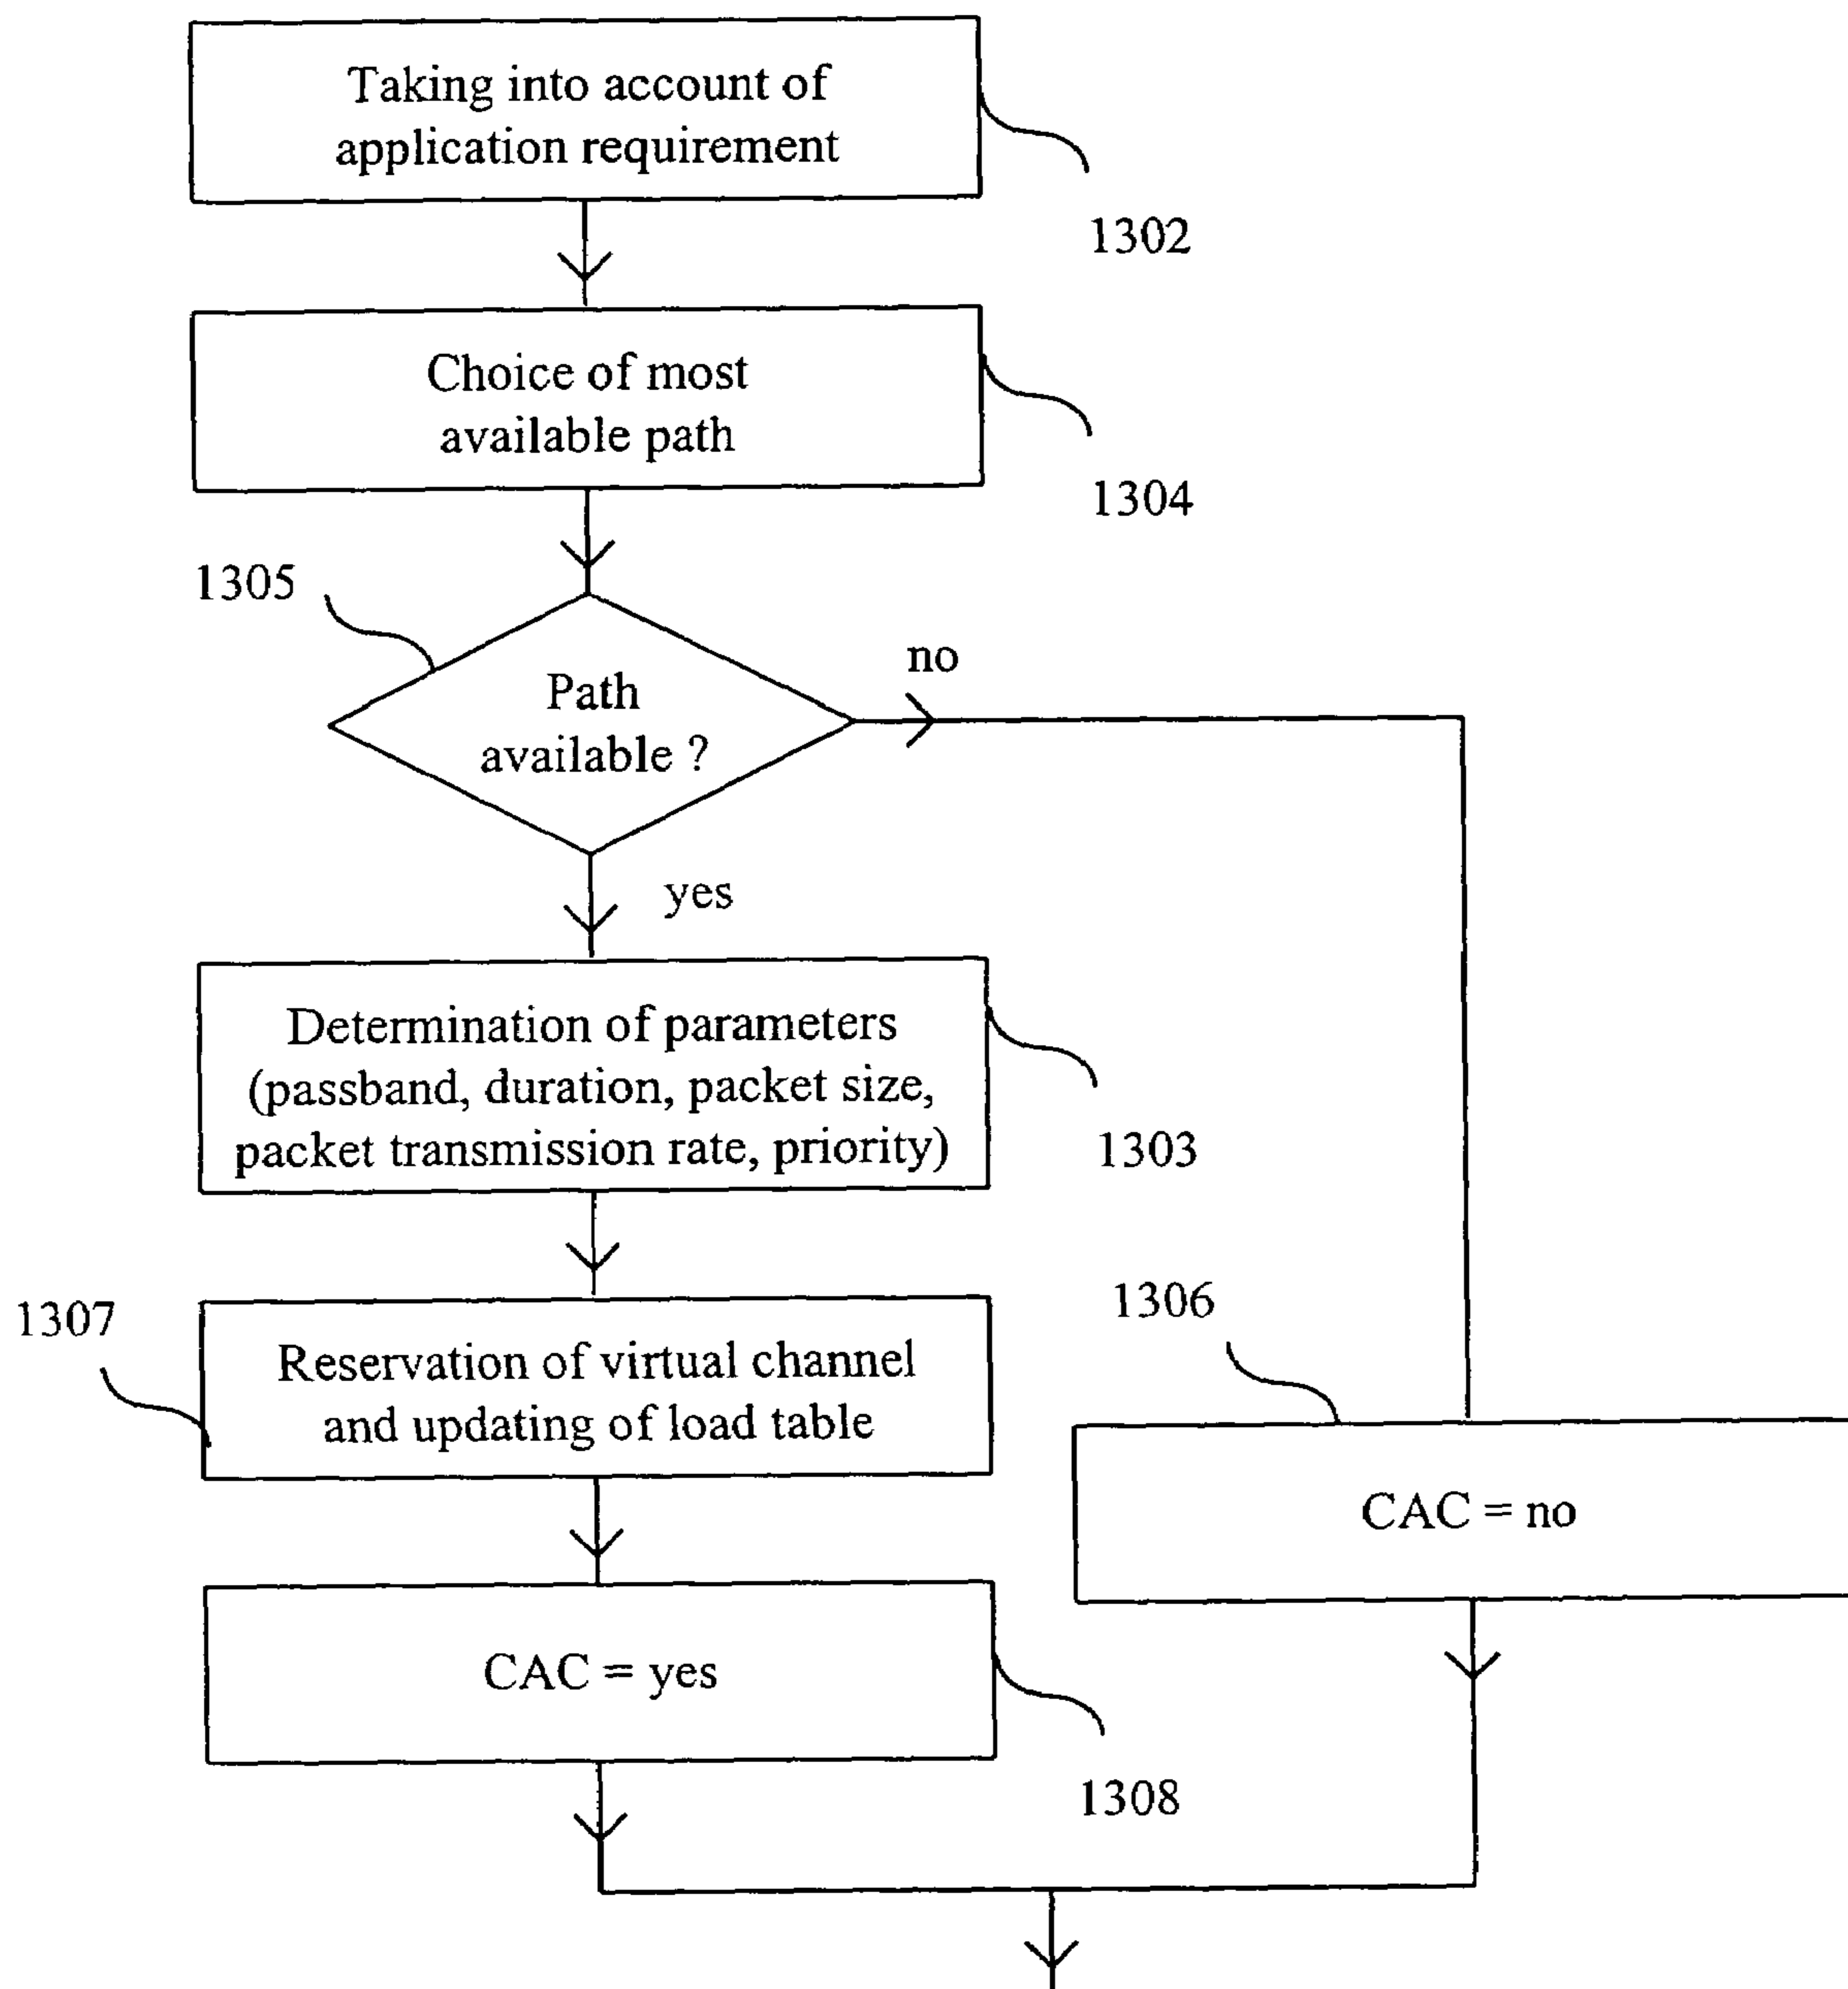 Taking into account of
application requirement
1302
Choice of most
available path
1304
1305
Path
available ?
no
yes
Determination of parameters
(passband, duration, packet size,
packet transmission rate, priority)
1303
1307
Reservation of virtual channel
and updating of load table
1306
CAC = no
CAC = yes
1308